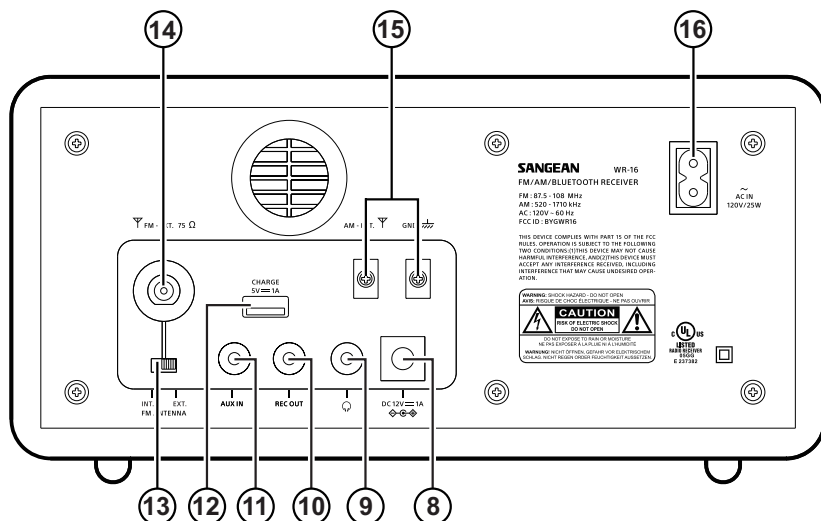 14
15
16
SANGEAN WR-16
FM/AM/BLUETOOTH RECEIVER
FM : 87.5 - 108 MHz
AM : 520 - 1710 kHz
AC : 120V ~ 60 Hz
FCC ID : BYGWR16
~
AC IN
120V/25W
THIS DEVICE COMPLIES WITH PART 15 OF THE FCC
RULES. OPERATION IS SUBJECT TO THE FOLLOWING
TWO CONDITIONS:(1)THIS DEVICE MAY NOT CAUSE
HARMFUL INTERFERENCE, AND(2)THIS DEVICE MUST
ACCEPT ANY INTERFERENCE RECEIVED, INCLUDING
INTERFERENCE THAT MAY CAUSE UNDESIRED OPER-
ATION.
FM - 75 Ω
AM - GND
CHARGE
5V 1A
WARNING: SHOCK HAZARD - DO NOT OPEN
AVIS: RISQUE DE CHOC ELECTRIQUE - NE PAS OUVRIR
CAUTION
RISK OF ELECTRIC SHOCK
DO NOT OPEN
DO NOT EXPOSE TO RAIN OR MOISTURE
NE PAS EXPOSER A LA PLUIE NI A L'HUMIDITE
WARNUNG: NICHT ÖFFNEN, GEFAHR VOR ELEKTRISCHEM
SCHLAG. NICHT REGEN ORDER FEUCHTIGKEIT AUSSETZEN.
C UL US
LISTED
RADIO RECEIVER
05GG
E 237382
INT. EXT.
FM ANTENNA
AUX IN
REC OUT
DC 12V 1A
13
12
11
10
9
8